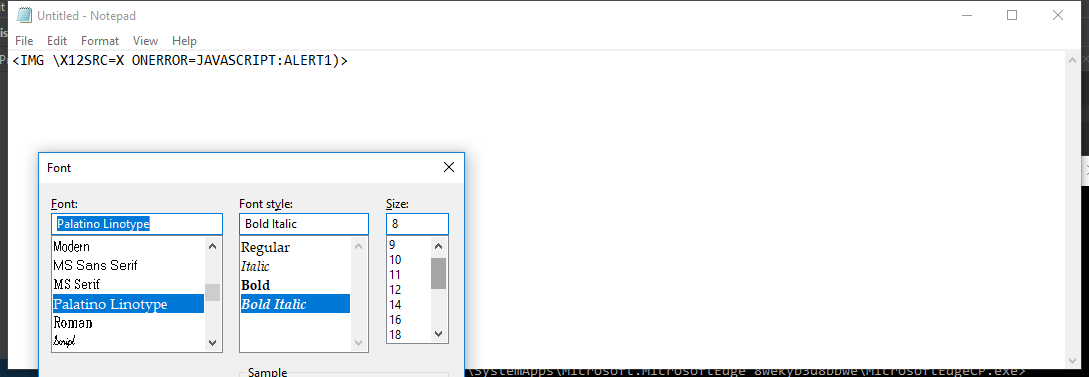 Untitled - Notepad
File Edit Format View Help
<IMG \X12SRC=X ONERROR=JAVASCRIPT:ALERT1)>
Font
Font: Font style: Size:
Palatino Linotype Bold Italic 8
Modern Regular 9
MS Sans Serif Italic 10
MS Serif Bold 11
Palatino Linotype Bold Italic 12
Roman 14
Script 16
18
Sample
\SystemApps\Microsoft.MicrosoftEdge_8wekyb3d8bbwe\MicrosoftEdgeCP.exe>